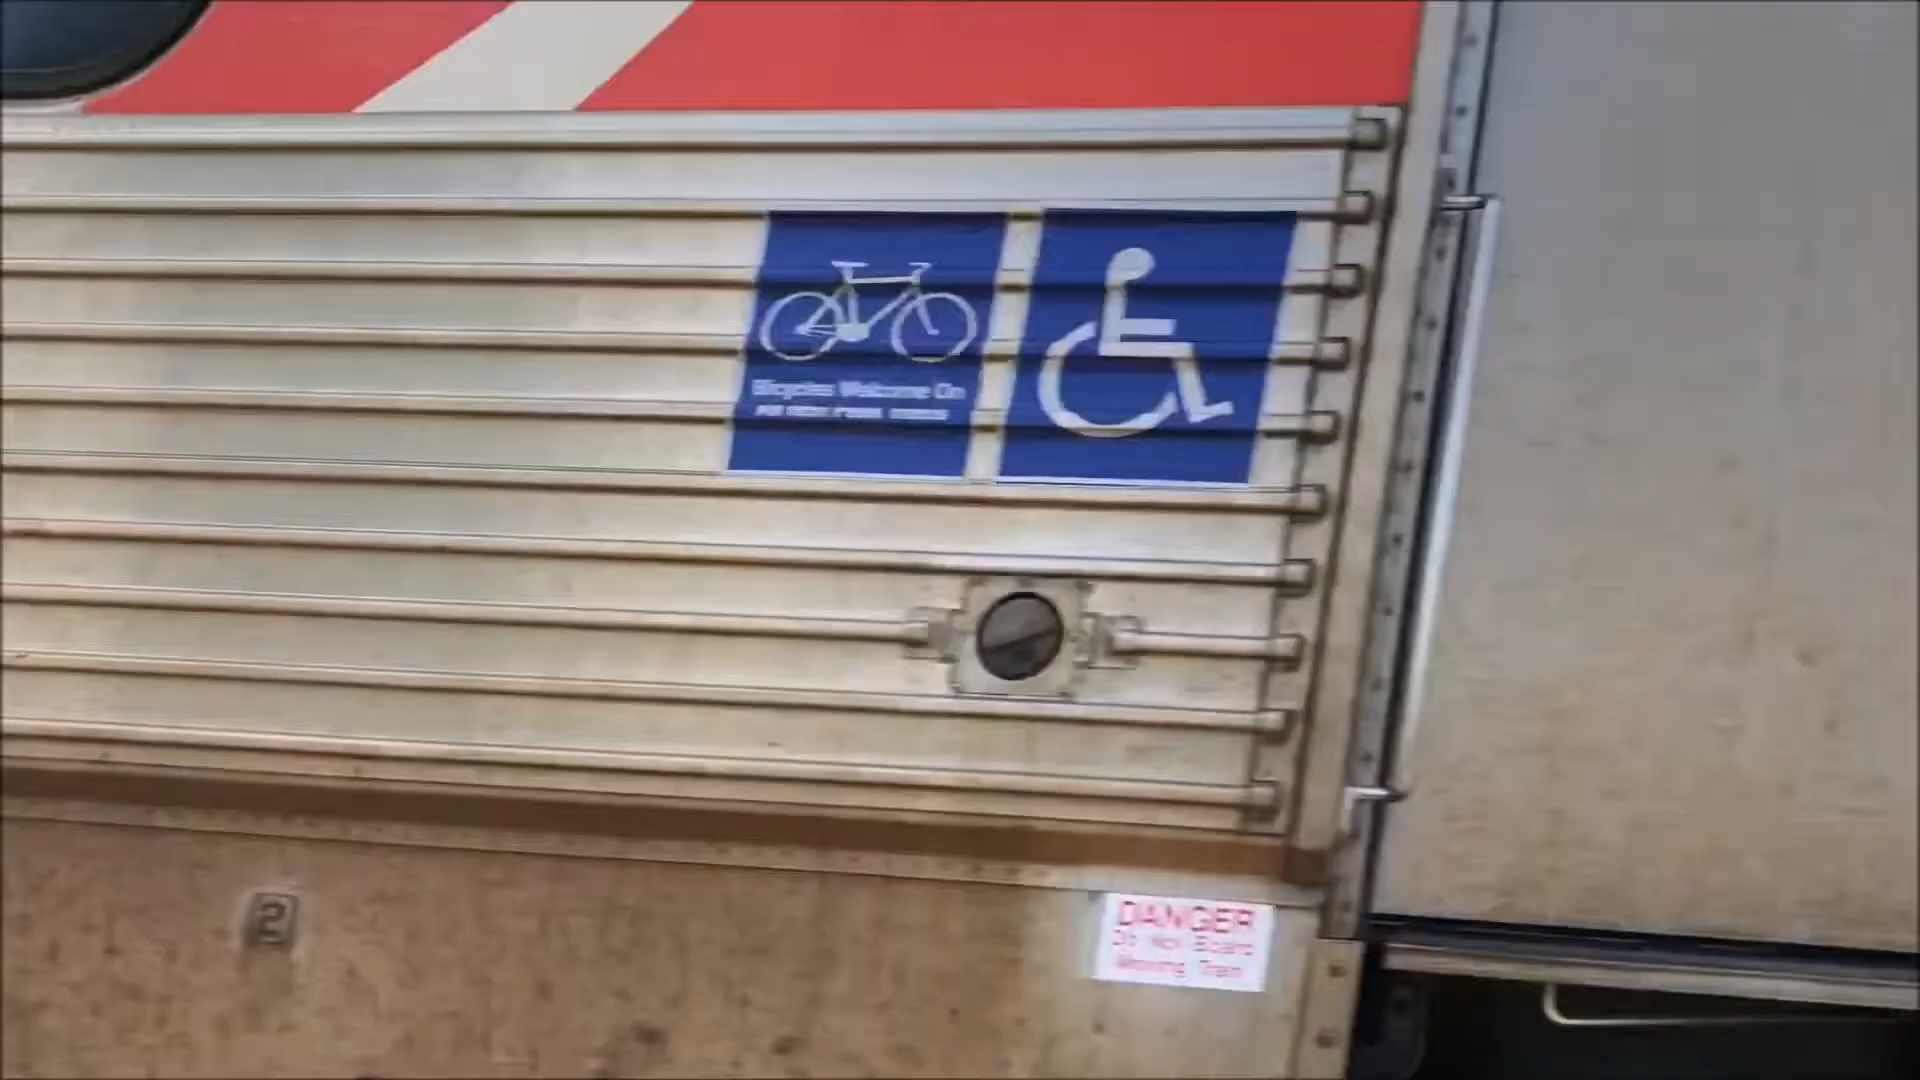 Bicycles Welcome On
2
DANGER
Do Not Board
Moving Train